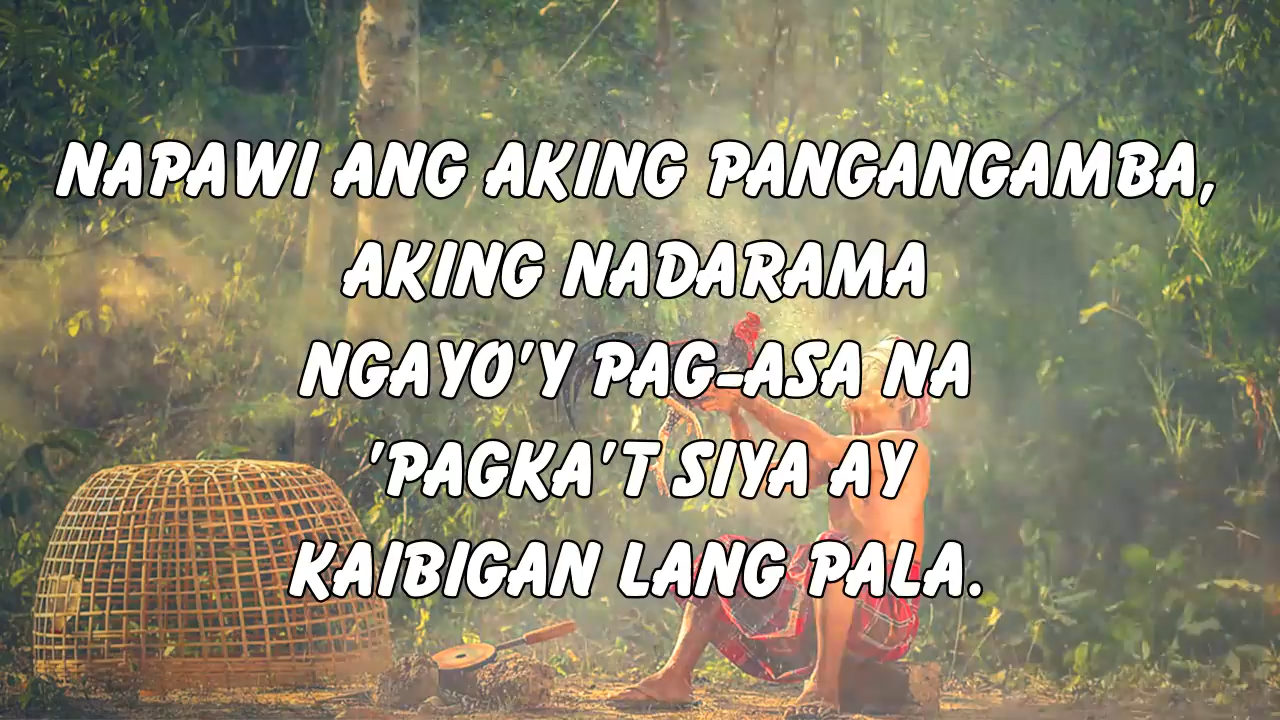 NAPAWI ANG AKING PANGANGAMBA,
AKING NADARAMA
NGAYO'Y PAG-ASA NA
'PAGKA'T SIYA AY
KAIBIGAN LANG PALA.